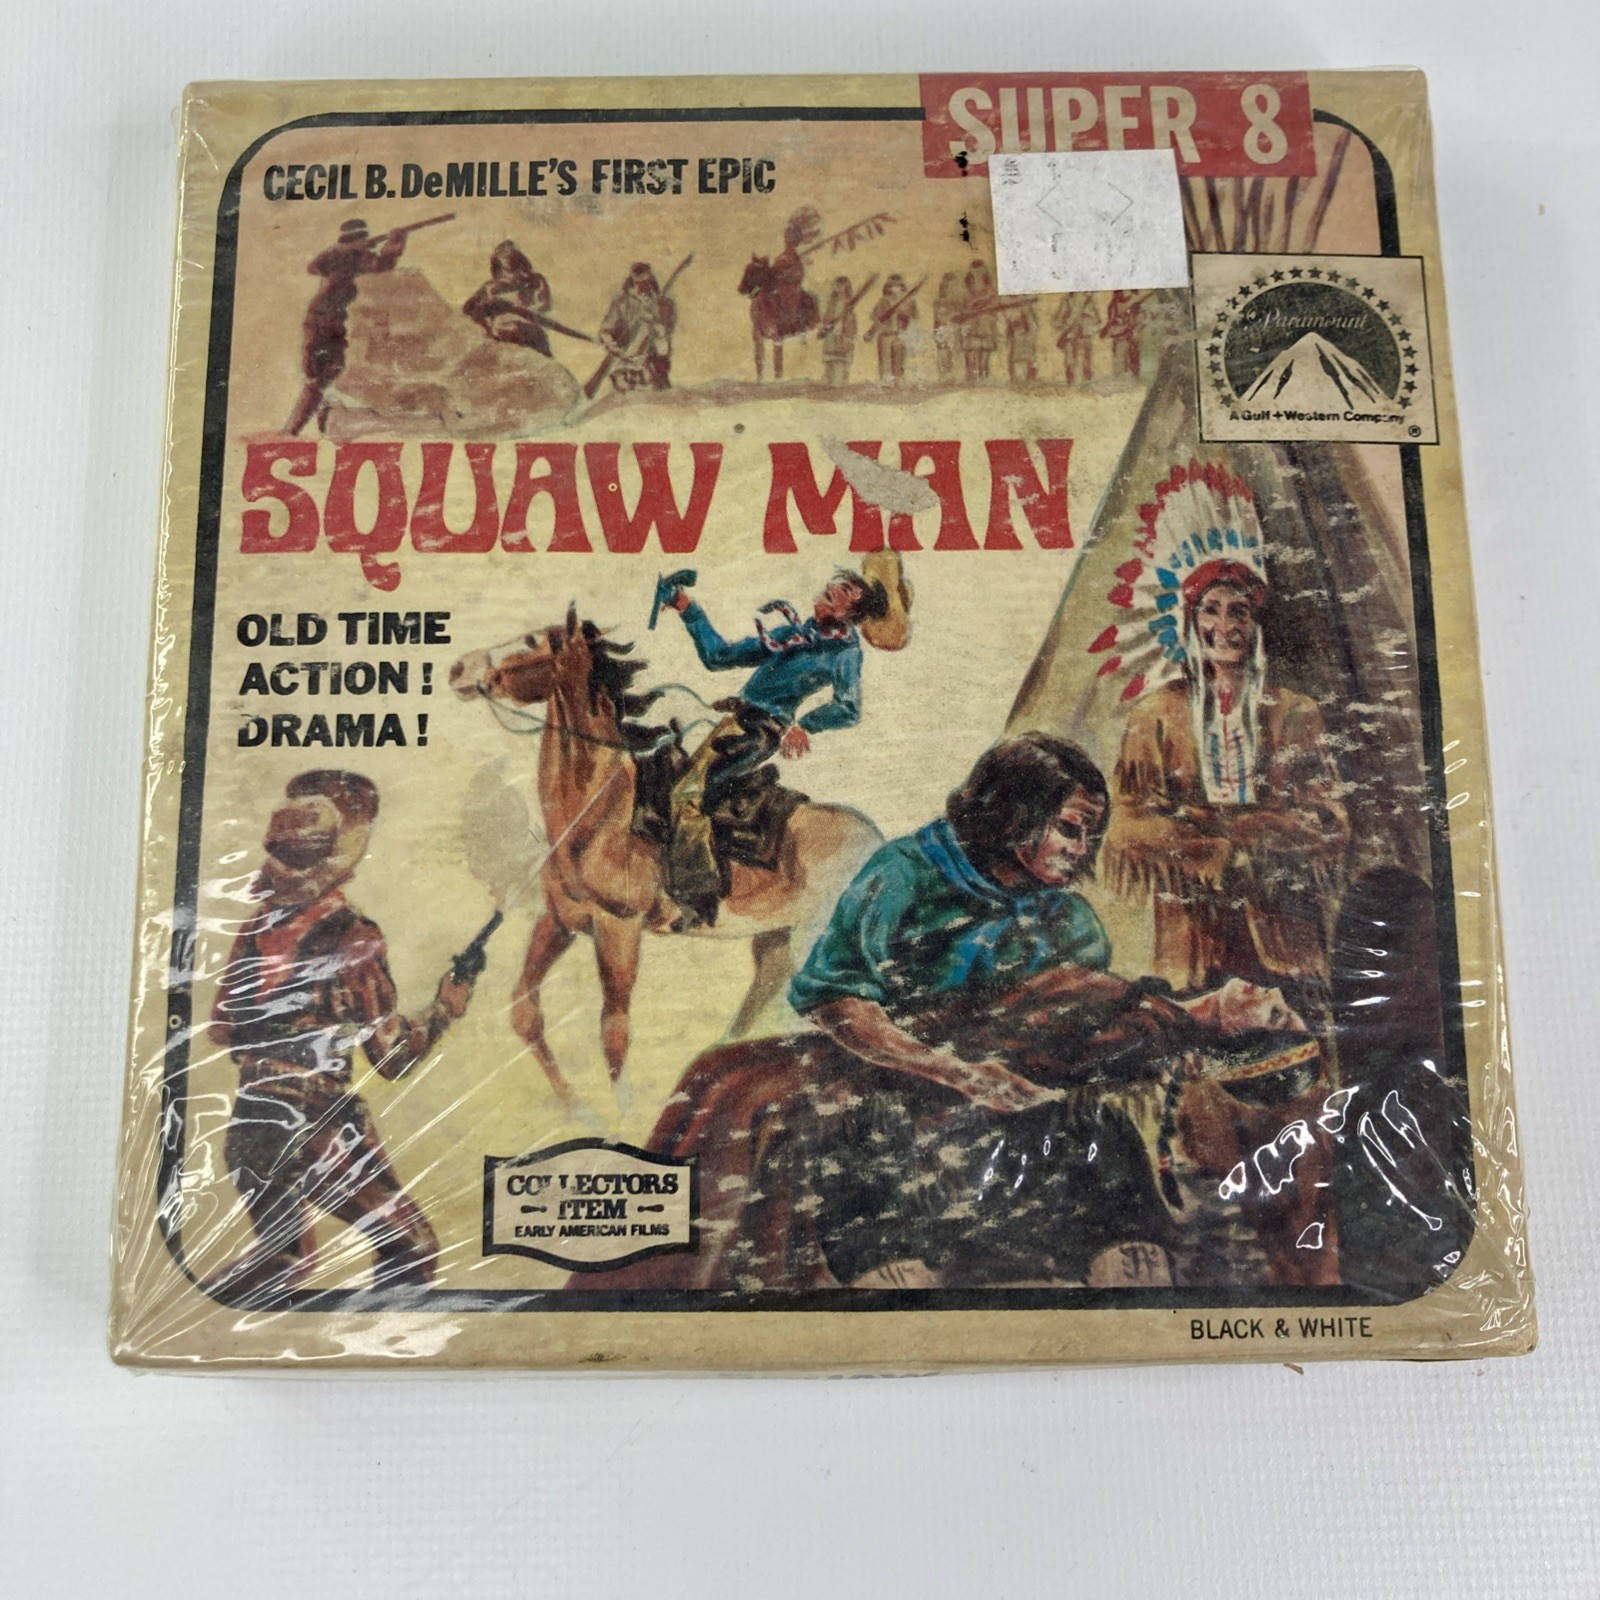 SUPER 8
CECIL B. DeMILLE'S FIRST EPIC
Paramount
A Gulf + Western Company
®
SQUAW MAN
OLD TIME
ACTION!
DRAMA!
COLLECTORS
ITEM
EARLY AMERICAN FILMS
BLACK & WHITE